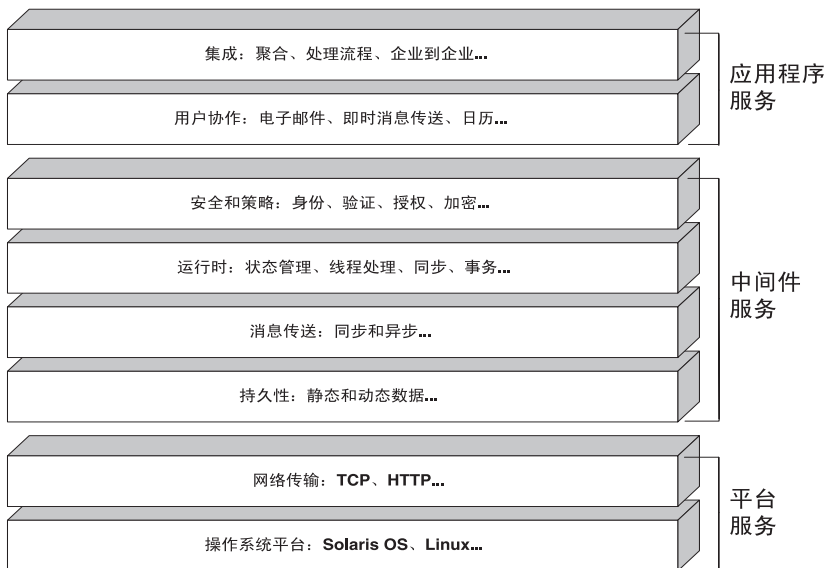 集成：聚合、处理流程、企业到企业...
用户协作：电子邮件、即时消息传送、日历...
应用程序
服务
安全和策略：身份、验证、授权、加密...
运行时：状态管理、线程处理、同步、事务...
消息传送：同步和异步...
持久性：静态和动态数据...
中间件
服务
网络传输：TCP、HTTP...
操作系统平台：Solaris OS、Linux...
平台
服务